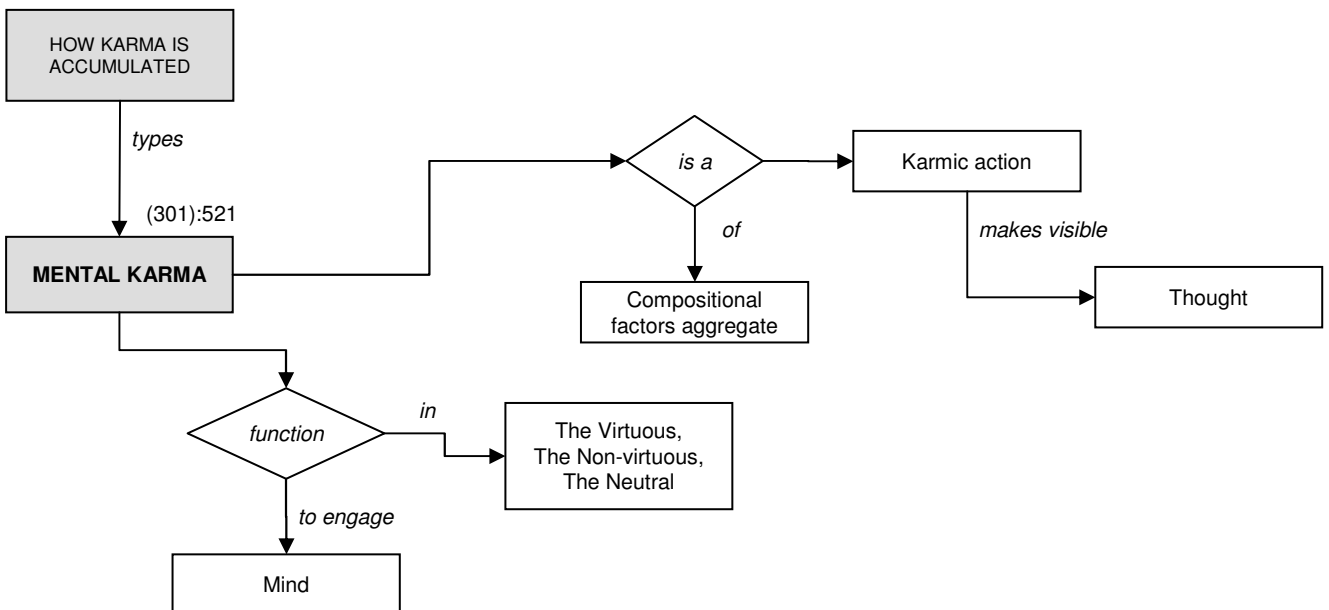 HOW KARMA IS
ACCUMULATED
types
(301):521
MENTAL KARMA
is a
Karmic action
of
makes visible
Compositional
factors aggregate
Thought
function
in
The Virtuous,
The Non-virtuous,
The Neutral
to engage
Mind